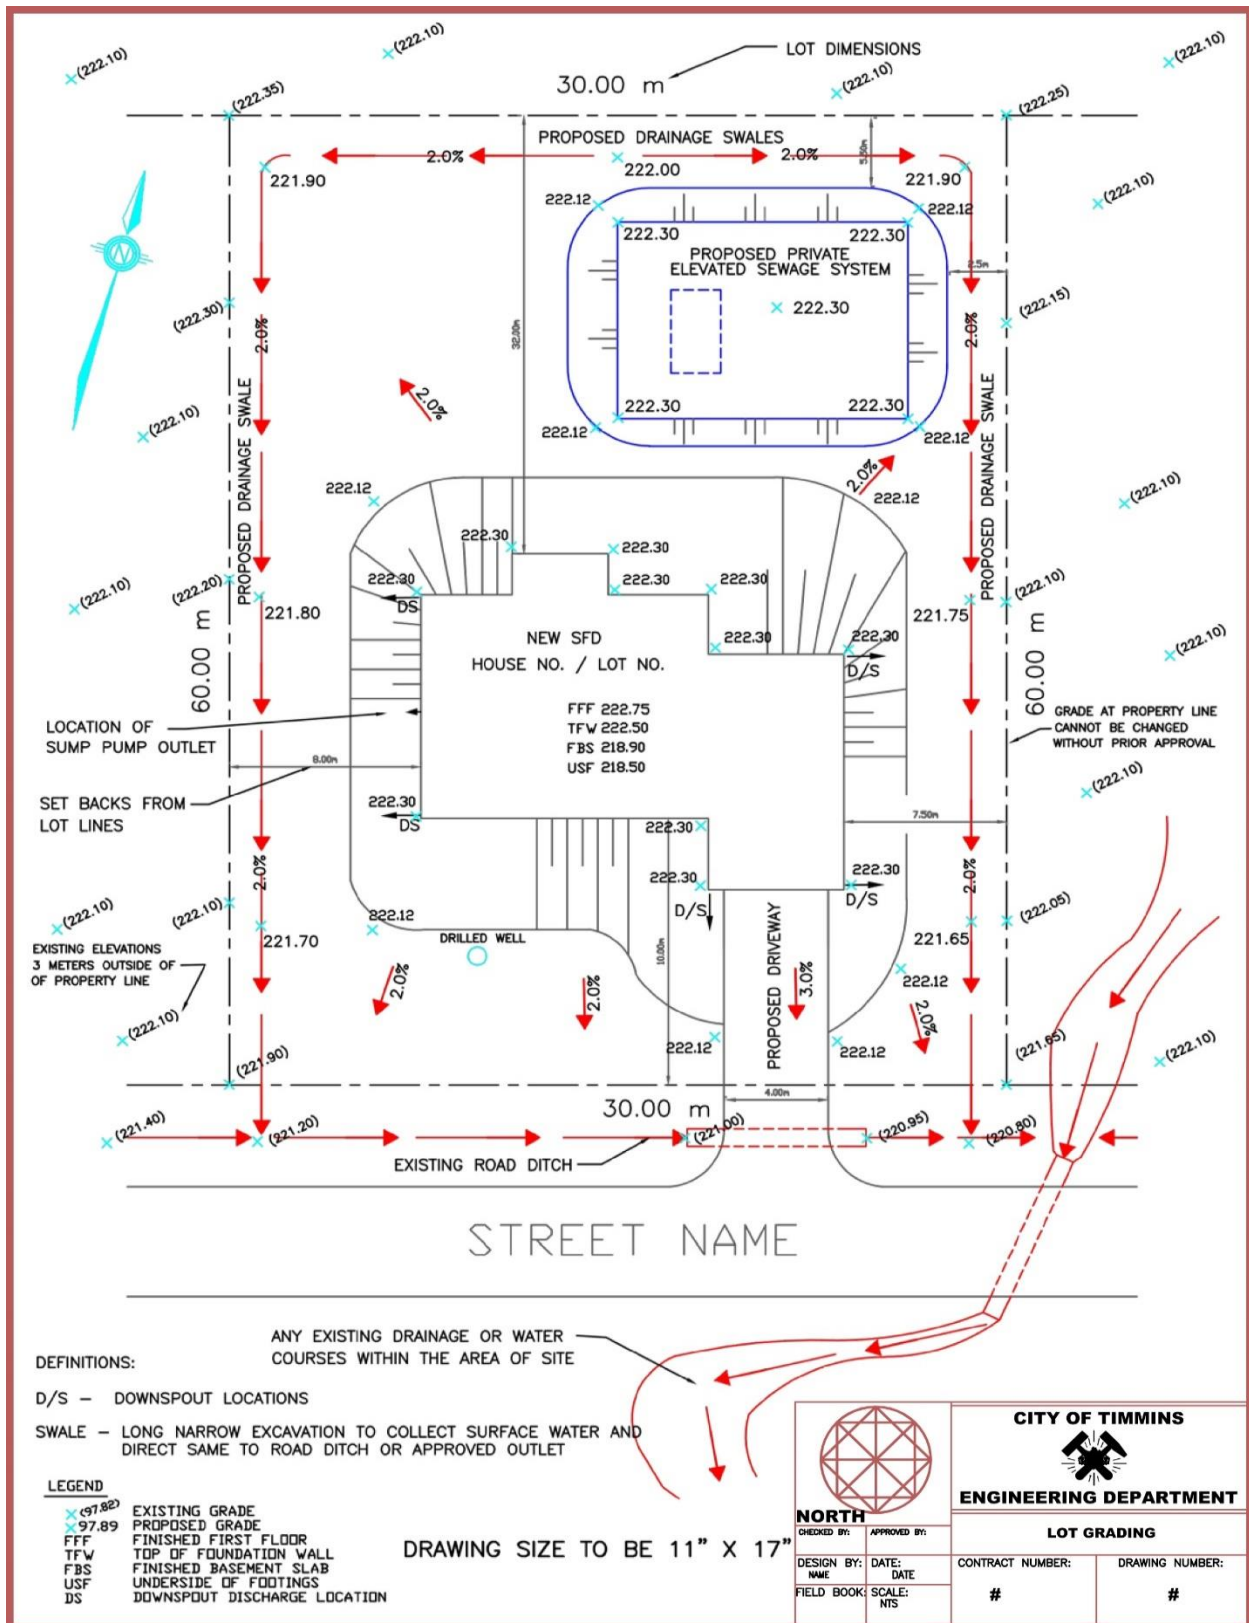 (222.10)
(222.10)
LOT DIMENSIONS
(222.10)
30.00 m
(222.10)
(222.35)
(222.25)
PROPOSED DRAINAGE SWALES
2.0%
222.00
2.0%
5.50m
221.90
221.90
(222.10)
222.12
222.12
222.30
222.30
PROPOSED PRIVATE
ELEVATED SEWAGE SYSTEM
N
2.5m
(222.30)
222.30
(222.15)
2.0%
32.00m
2.0%
2.0%
222.30
222.30
(222.10)
222.12
222.12
PROPOSED DRAINAGE SWALE
PROPOSED DRAINAGE SWALE
2.0%
222.12
222.12
(222.10)
222.30
222.30
(222.20)
222.30
222.30
222.30
(222.10)
(222.10)
DS
221.80
221.75
NEW SFD
HOUSE NO. / LOT NO.
222.30
222.30
D/S
(222.10)
60.00 m
60.00 m
FFF 222.75
TFW 222.50
FBS 218.90
USF 218.50
LOCATION OF
SUMP PUMP OUTLET
GRADE AT PROPERTY LINE
CANNOT BE CHANGED
WITHOUT PRIOR APPROVAL
8.00m
(222.10)
SET BACKS FROM
LOT LINES
222.30
DS
222.30
7.50m
2.0%
222.30
222.30
2.0%
D/S
D/S
(222.10)
(222.10)
222.12
(222.05)
221.70
DRILLED WELL
221.65
EXISTING ELEVATIONS
3 METERS OUTSIDE OF
OF PROPERTY LINE
10.00m
PROPOSED DRIVEWAY
3.0%
2.0%
2.0%
222.12
2.0%
(222.10)
222.12
222.12
(221.90)
(221.65)
(222.10)
4.00m
30.00 m
(221.40)
(221.20)
(221.00)
(220.95)
(220.80)
EXISTING ROAD DITCH
STREET NAME
ANY EXISTING DRAINAGE OR WATER
COURSES WITHIN THE AREA OF SITE
DEFINITIONS:
D/S – DOWNSPOUT LOCATIONS
SWALE – LONG NARROW EXCAVATION TO COLLECT SURFACE WATER AND
DIRECT SAME TO ROAD DITCH OR APPROVED OUTLET
LEGEND
(97.82) EXISTING GRADE
97.89 PROPOSED GRADE
FFF FINISHED FIRST FLOOR
TFW TOP OF FOUNDATION WALL
FBS FINISHED BASEMENT SLAB
USF UNDERSIDE OF FOOTINGS
DS DOWNSPOUT DISCHARGE LOCATION
DRAWING SIZE TO BE 11” X 17”
CITY OF TIMMINS
ENGINEERING DEPARTMENT
NORTH
CHECKED BY: APPROVED BY:
LOT GRADING
DESIGN BY: NAME
DATE: DATE
CONTRACT NUMBER: #
DRAWING NUMBER: #
FIELD BOOK: SCALE: NTS